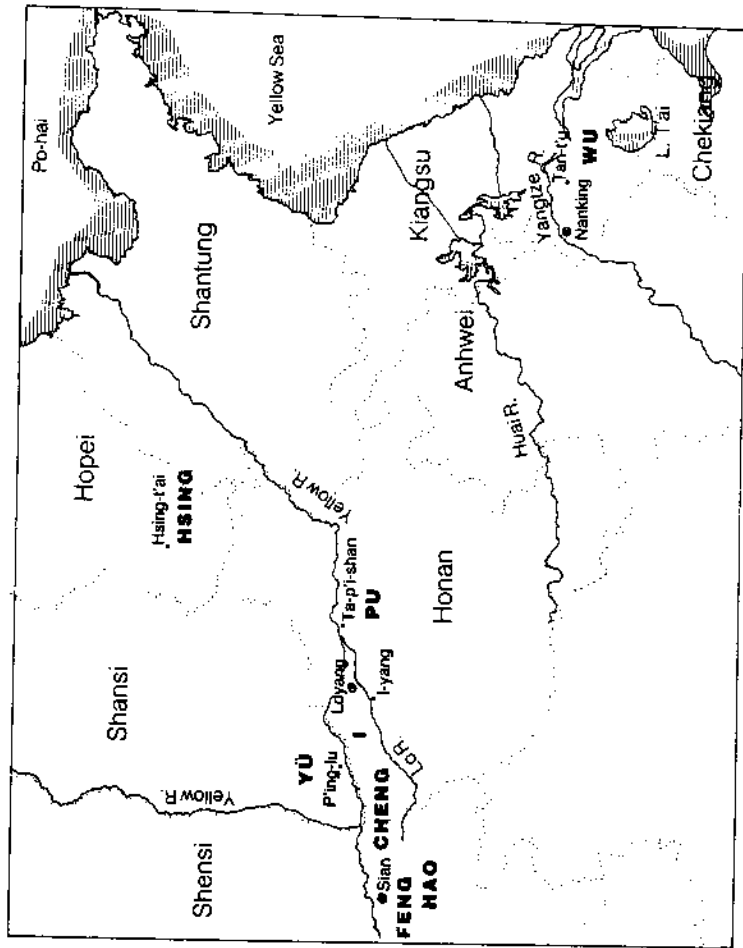 Po-hai
Yellow Sea
Hopei
Shansi
Shensi
Shantung
Hsing-t'ai
HSING
Yellow R.
Yellow R.
YÜ
P'ing-lu
I
Loyang
Ta-p'i-shan
PU
I-yang
Lo R.
Sian
CHENG
FENG
HAO
Honan
Kiangsu
Anhwei
Huai R.
Yangtze R.
Tan-t'u
Nanking
WU
L. T'ai
Chekiang